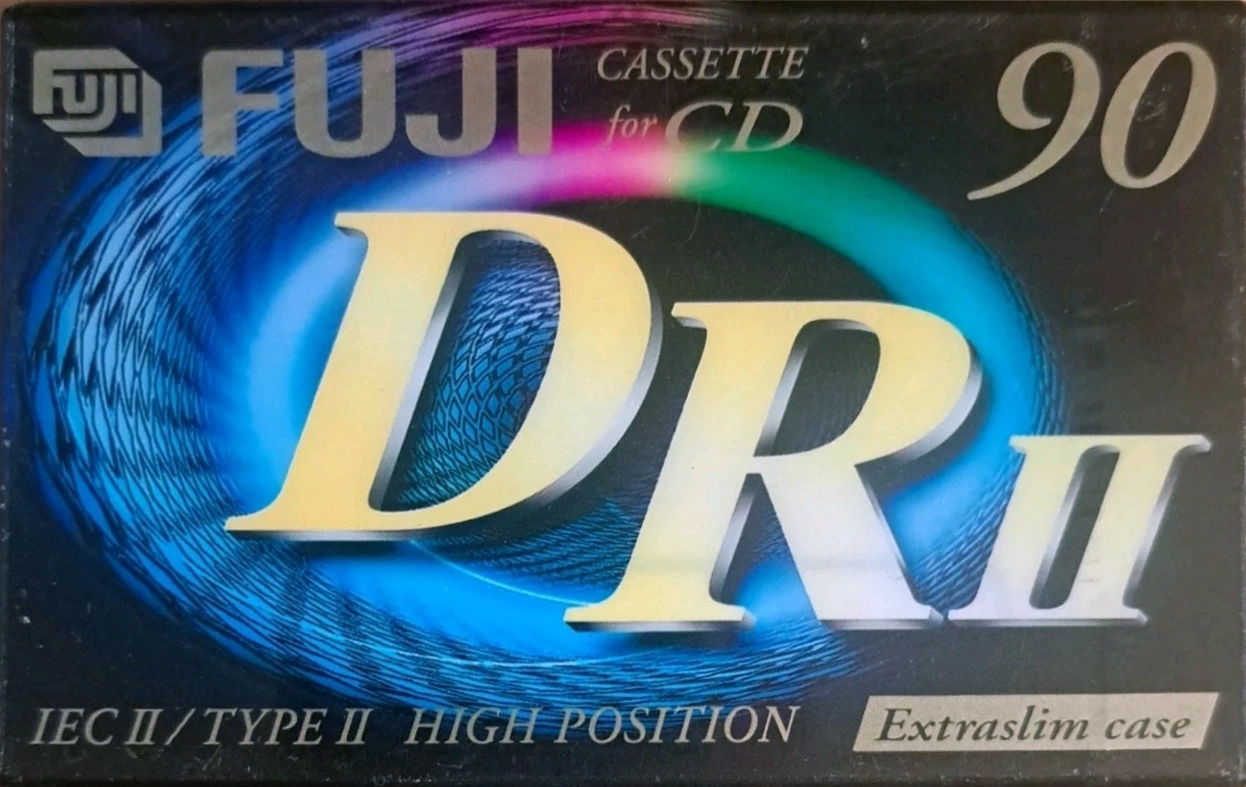 FUJI FUJI CASSETTE for CD 90
DR II
IEC II / TYPE II HIGH POSITION Extraslim case